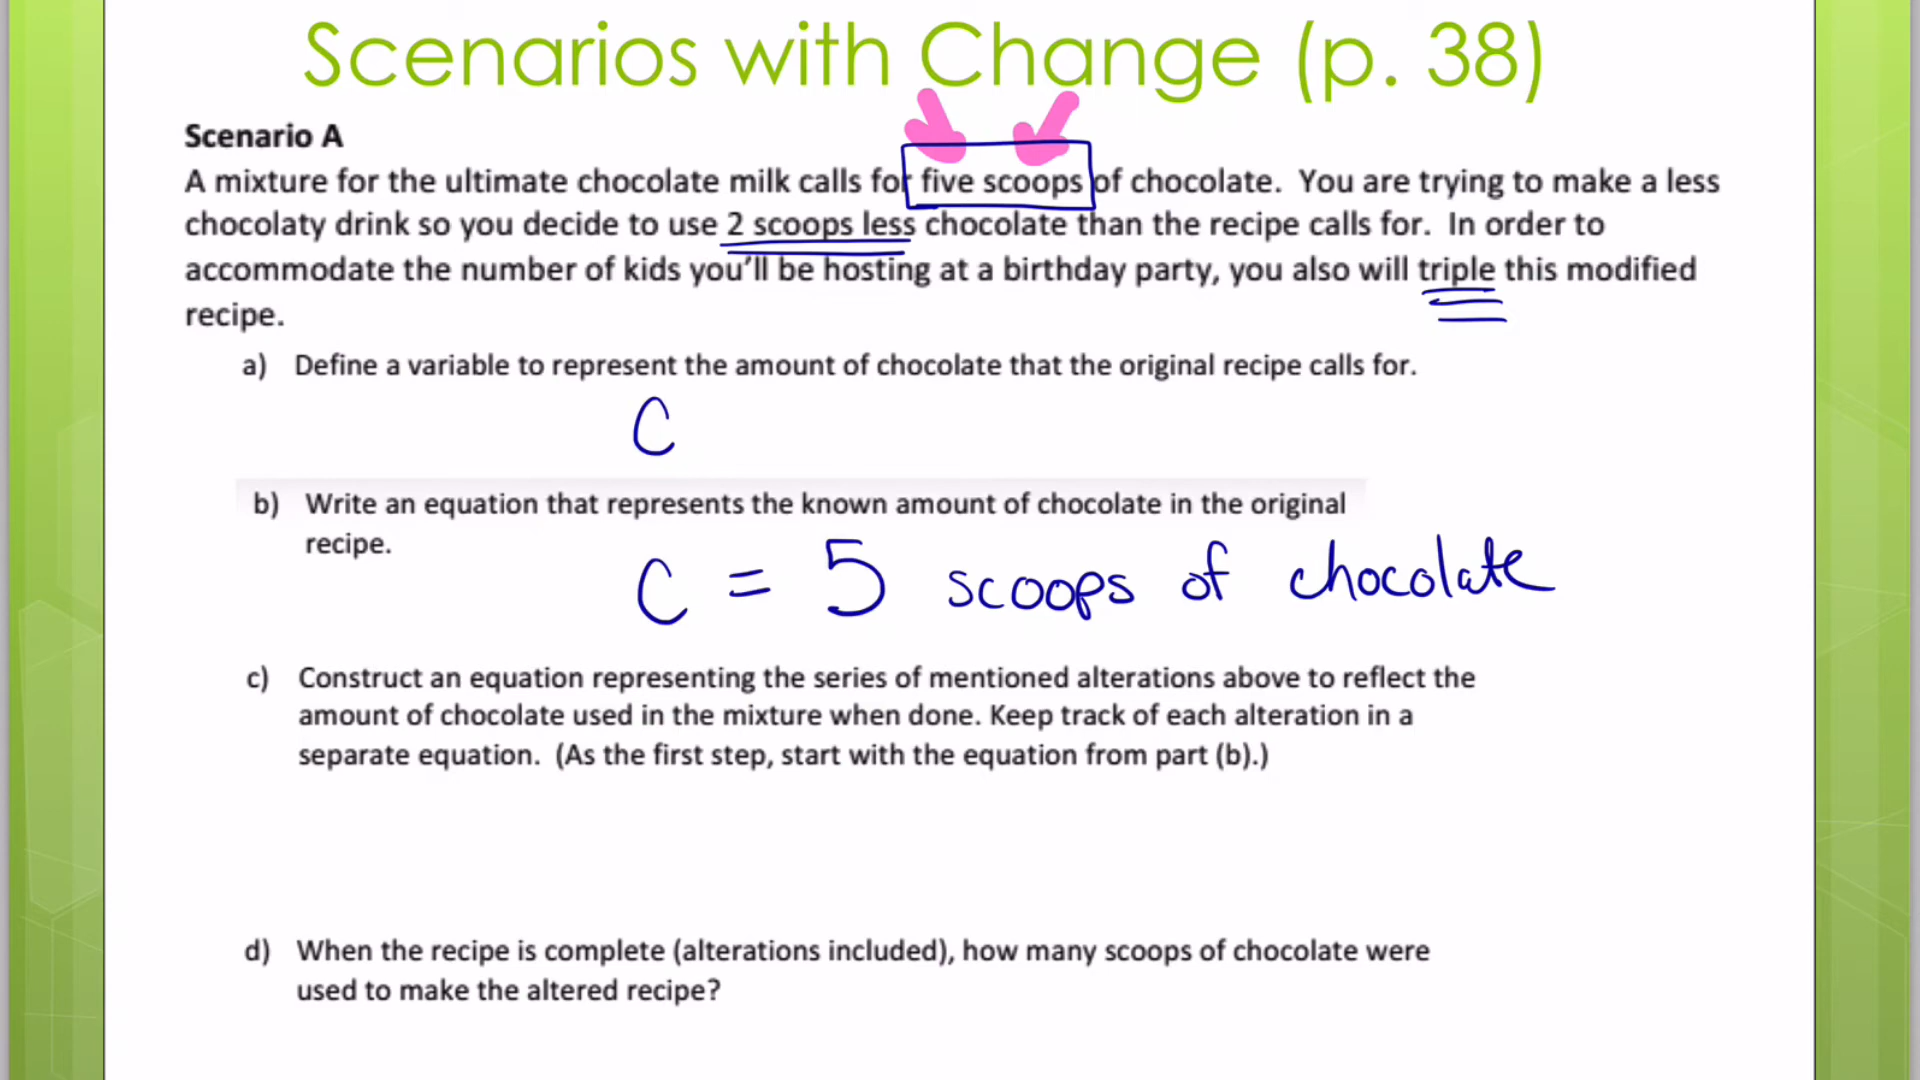 Scenarios with Change (p. 38)
Scenario A
A mixture for the ultimate chocolate milk calls for five scoops of chocolate. You are trying to make a less
chocolaty drink so you decide to use 2 scoops less chocolate than the recipe calls for. In order to
accommodate the number of kids you'll be hosting at a birthday party, you also will triple this modified
recipe.
a) Define a variable to represent the amount of chocolate that the original recipe calls for.
C
b) Write an equation that represents the known amount of chocolate in the original
recipe.
C = 5 scoops of chocolate
c) Construct an equation representing the series of mentioned alterations above to reflect the
amount of chocolate used in the mixture when done. Keep track of each alteration in a
separate equation. (As the first step, start with the equation from part (b).)
d) When the recipe is complete (alterations included), how many scoops of chocolate were
used to make the altered recipe?